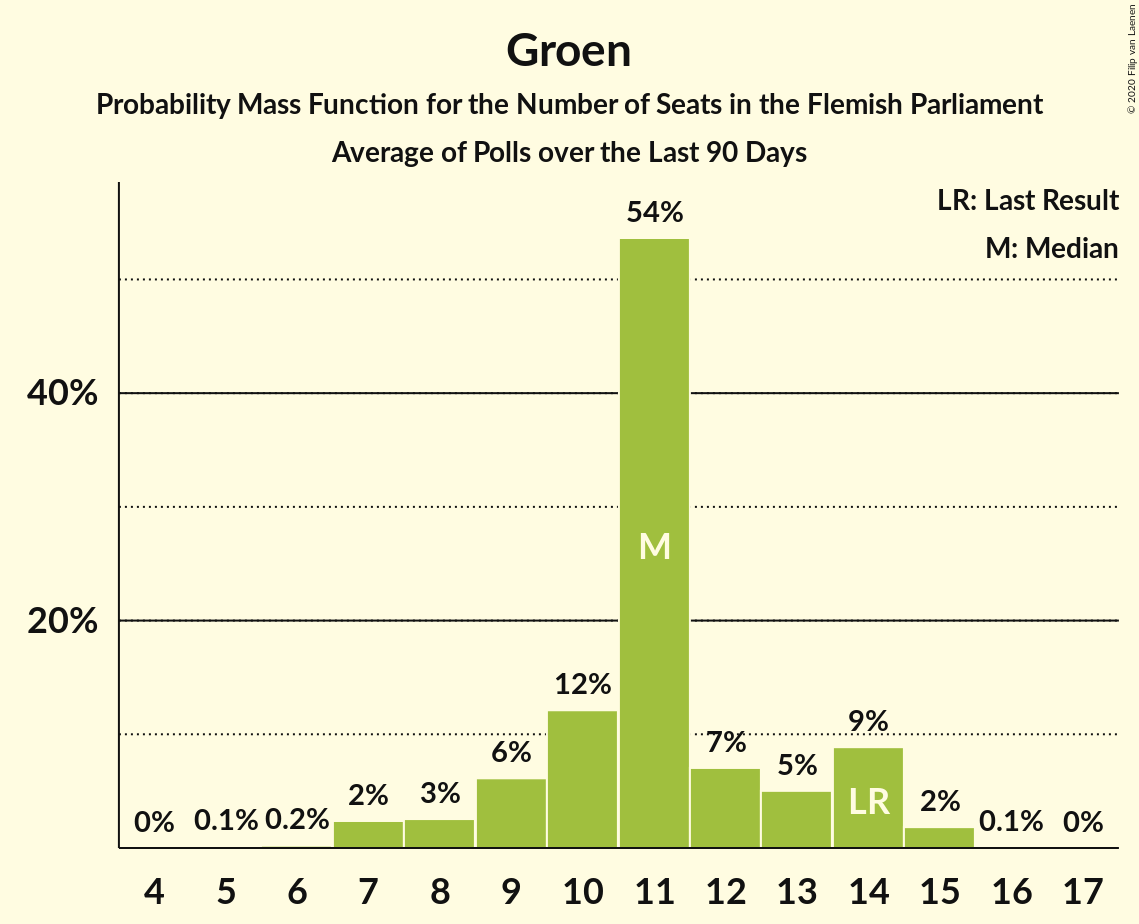 Groen
Probability Mass Function for the Number of Seats in the Flemish Parliament
Average of Polls over the Last 90 Days
© 2020 Filip van Laenen
LR: Last Result
M: Median
54%
40%
M
20%
12%
9%
7%
6%
5%
3%
2%
LR
2%
0%
0.1%
0.2%
0.1%
0%
4 5 6 7 8 9 10 11 12 13 14 15 16 17